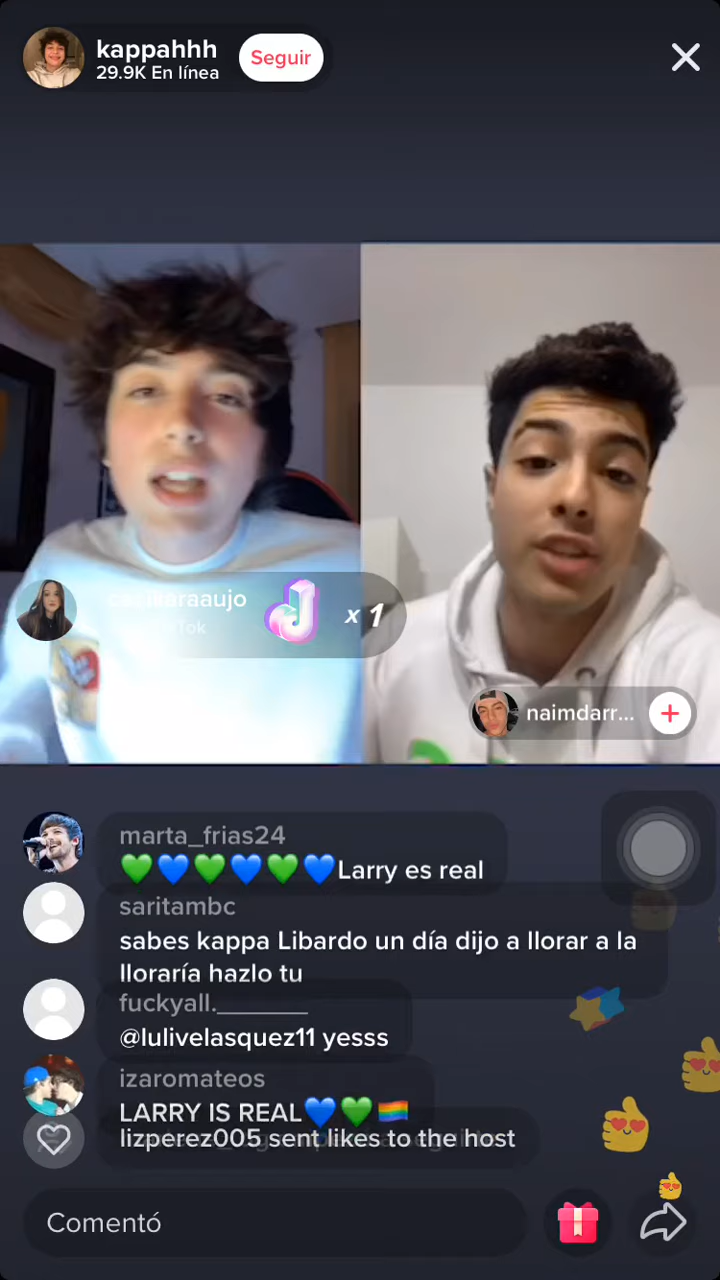 kappahhh
29.9K En línea
Seguir
araaujo
Tok
x 1
naimdarr...
marta_frias24
💚💙💚💙💚💙Larry es real
saritambc
sabes kappa Libardo un día dijo a llorar a la
lloraría hazlo tu
fuckyall._______
@lulivelasquez11 yesss
izaromateos
LARRY IS REAL💙💚🏳️‍🌈
lizperez005 sent likes to the host
Comentó